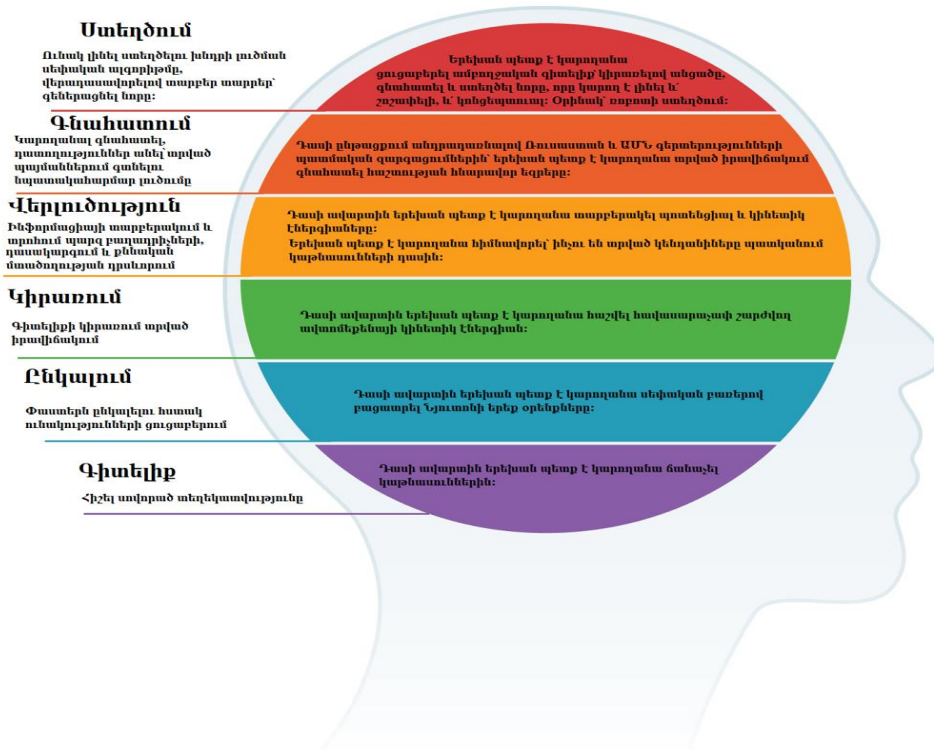 Ստեղծում
Ունակ լինել ստեղծելու խնդրի լուծման
սեփական ալգորիթմը,
վերադասավորելով տարբեր տարրեր՝
գեներացնել նորը:
Երեխան պետք է կարողանա
ցուցաբերել ամբողջական գիտելիք՝ կիրառելով անցածը,
գնահատել և ստեղծել նորը, որը կարող է լինել և՛
շոշափելի, և՛ կոնցեպտուալ: Օրինակ՝ ռոբոտի ստեղծում:
Գնահատում
Կարողանալ գնահատել,
դատողություններ անել՝ տրված
պայմաններում գտնելու
նպատակահարմար լուծումը
Դասի ընթացքում անդրադառնալով Ռուսաստան և ԱՄՆ գերտերությունների
պատմական զարգացումներին՝ երեխան պետք է կարողանա տրված իրավիճակում
գնահատել հաշտության հնարավոր եզրերը:
Վերլուծություն
Ինֆորմացիայի տարբերակում և
տրոհում պարզ բաղադրիչների,
դասակարգում և քննական
մտածողության դրսևորում
Դասի ավարտին երեխան պետք է կարողանա տարբերակել պոտենցիալ և կինետիկ
էներգիաները:
Երեխան պետք է կարողանա հիմնավորել՝ ինչու են տրված կենդանիները պատկանում
կաթնասունների դասին:
Կիրառում
Գիտելիքի կիրառում տրված
իրավիճակում
Դասի ավարտին երեխան պետք է կարողանա հաշվել հավասարաչափ շարժվող
ավտոմեքենայի կինետիկ էներգիան:
Ընկալում
Փաստերն ընկալելու հստակ
ունակությունների ցուցաբերում
Դասի ավարտին երեխան պետք է կարողանա սեփական բառերով
բացատրել Նյուտոնի երեք օրենքները:
Գիտելիք
Հիշել սովորած տեղեկատվությունը
Դասի ավարտին երեխան պետք է կարողանա ճանաչել
կաթնասուններին: